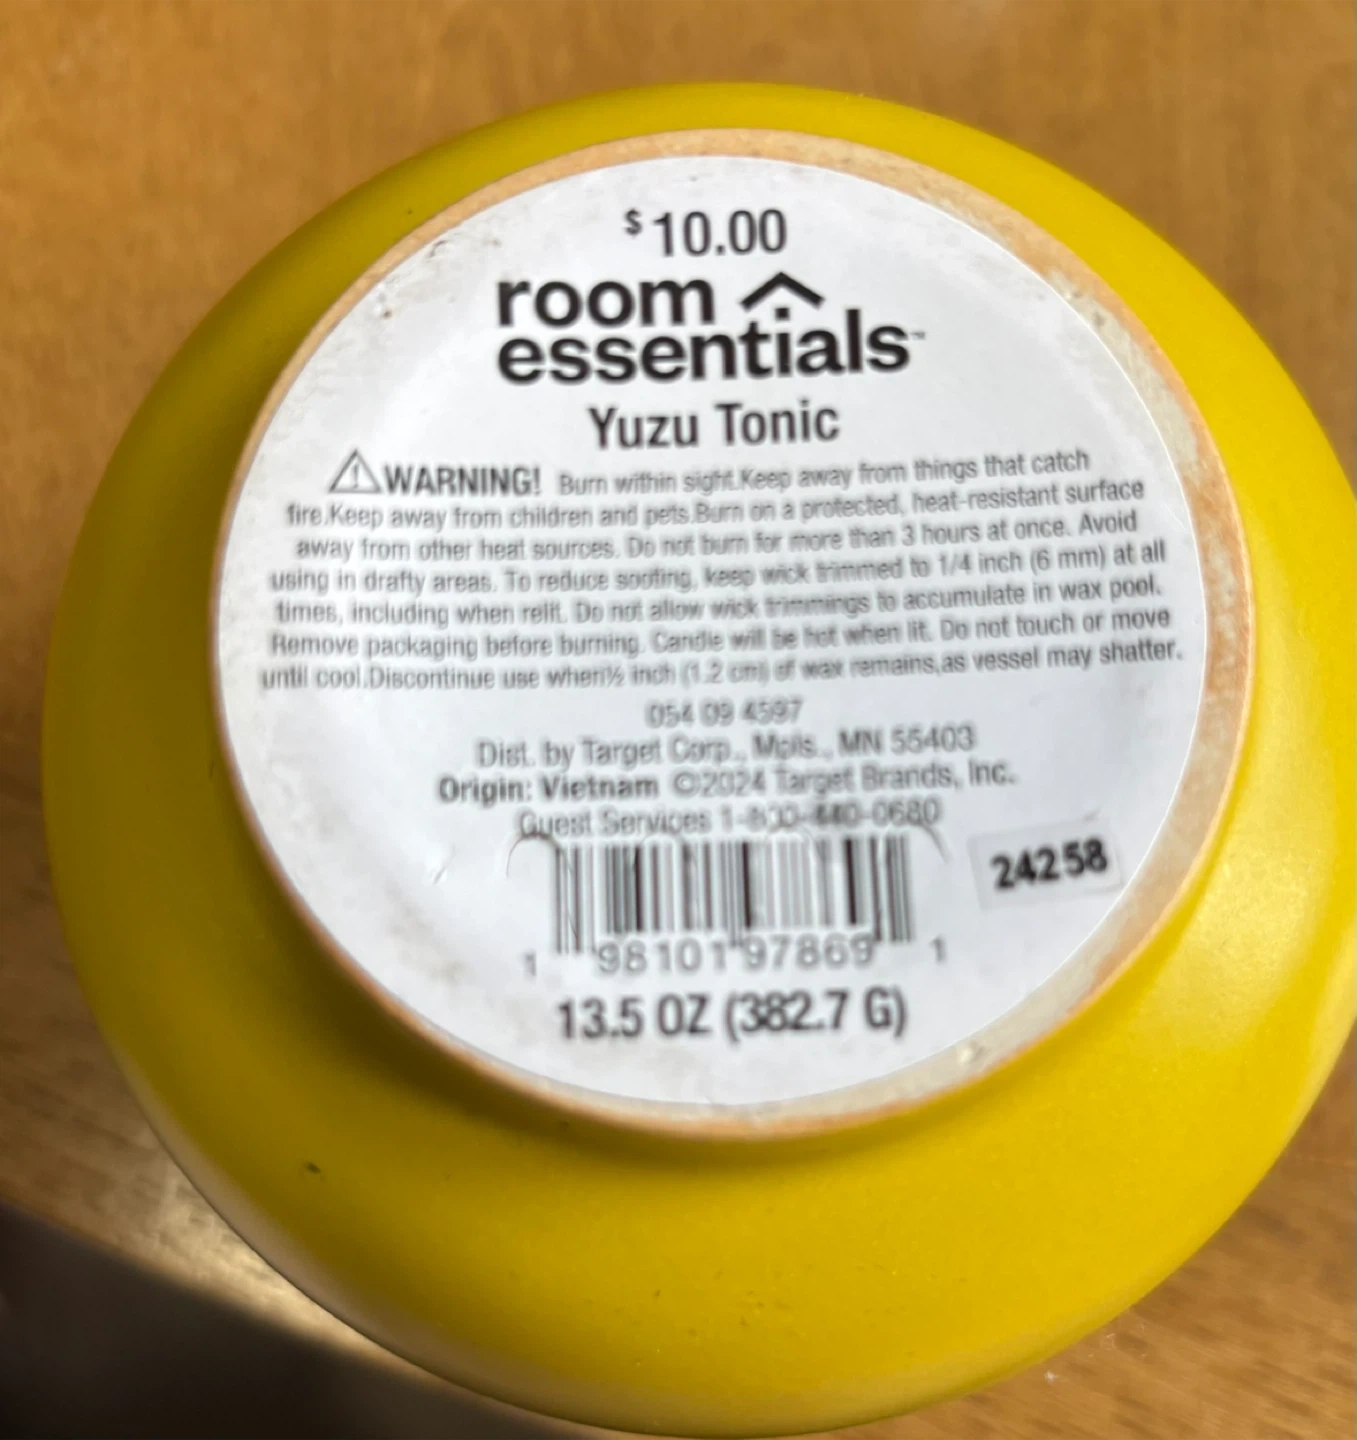 $10.00
room
essentials™
Yuzu Tonic
⚠WARNING! Burn within sight.Keep away from things that catch
fire.Keep away from children and pets.Burn on a protected, heat-resistant surface
away from other heat sources. Do not burn for more than 3 hours at once. Avoid
using in drafty areas. To reduce sooting, keep wick trimmed to 1/4 inch (6 mm) at all
times, including when relit. Do not allow wick trimmings to accumulate in wax pool.
Remove packaging before burning. Candle will be hot when lit. Do not touch or move
until cool.Discontinue use when½ inch (1.2 cm) of wax remains,as vessel may shatter.
054 09 4597
Dist. by Target Corp., Mpls., MN 55403
Origin: Vietnam ©2024 Target Brands, Inc.
Guest Services 1-800-440-0680
24258
1 98101 97869 1
13.5 OZ (382.7 G)